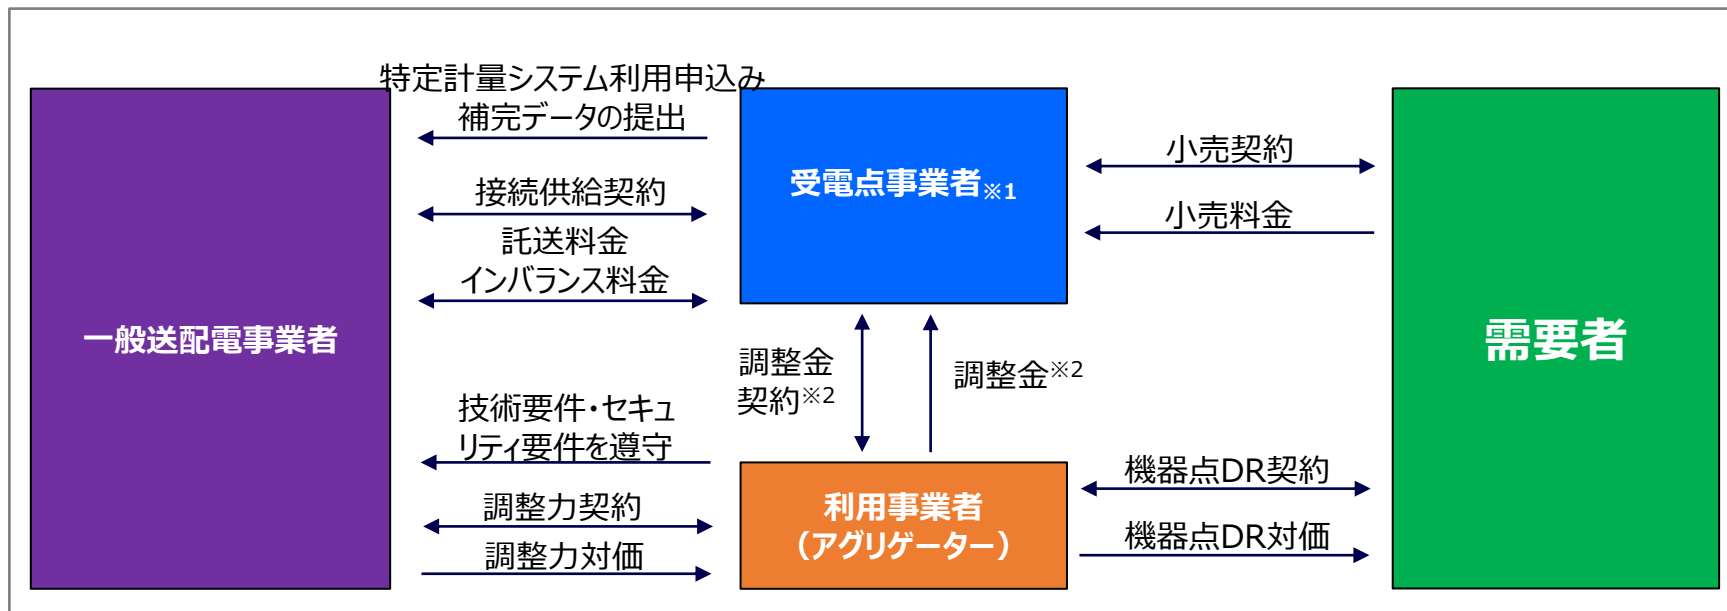 特定計量システム利用申込み
補完データの提出
接続供給契約
託送料金
インバランス料金
一般送配電事業者
技術要件・セキュ
リティ要件を遵守
調整力契約
調整力対価
受電点事業者※1
調整金
契約※2
調整金※2
利用事業者
（アグリゲーター）
小売契約
小売料金
機器点DR契約
機器点DR対価
需要者